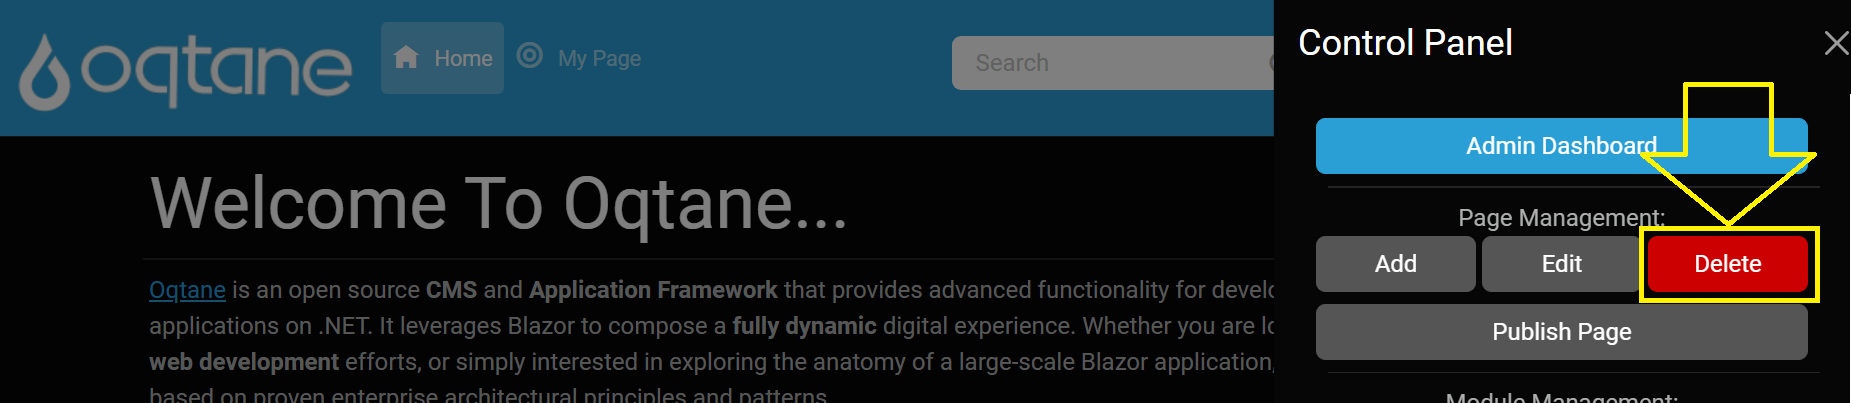 oqtane
Home
My Page
Search
Control Panel
Admin Dashboard
Page Management:
Add
Edit
Delete
Publish Page
Module Management:
Welcome To Oqtane...
Oqtane is an open source CMS and Application Framework that provides advanced functionality for
applications on .NET. It leverages Blazor to compose a fully dynamic digital experience. Whether you are
web development efforts, or simply interested in exploring the anatomy of a large-scale Blazor application,
based on proven enterprise architectural principles and patterns